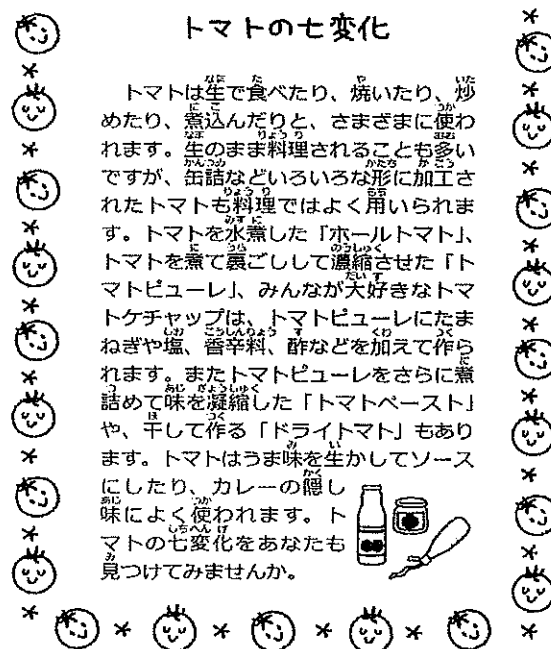 トマトの七変化
トマトは生で食べたり、焼いたり、炒
めたり、煮込んだりと、さまざまに使わ
れます。生のまま料理されることも多い
ですが、缶詰などいろいろな形に加工さ
れたトマトも料理ではよく用いられま
す。トマトを水煮した「ホールトマト」、
トマトを煮て裏ごしして濃縮させた「ト
マトピューレ」、みんなが大好きなトマ
トケチャップは、トマトピューレにたま
ねぎや塩、香辛料、酢などを加えて作ら
れます。またトマトピューレをさらに煮
詰めて味を凝縮した「トマトペースト」
や、干して作る「ドライトマト」もあり
ます。トマトはうま味を生かしてソース
にしたり、カレーの隠し
味によく使われます。ト
マトの七変化をあなたも
見つけてみませんか。